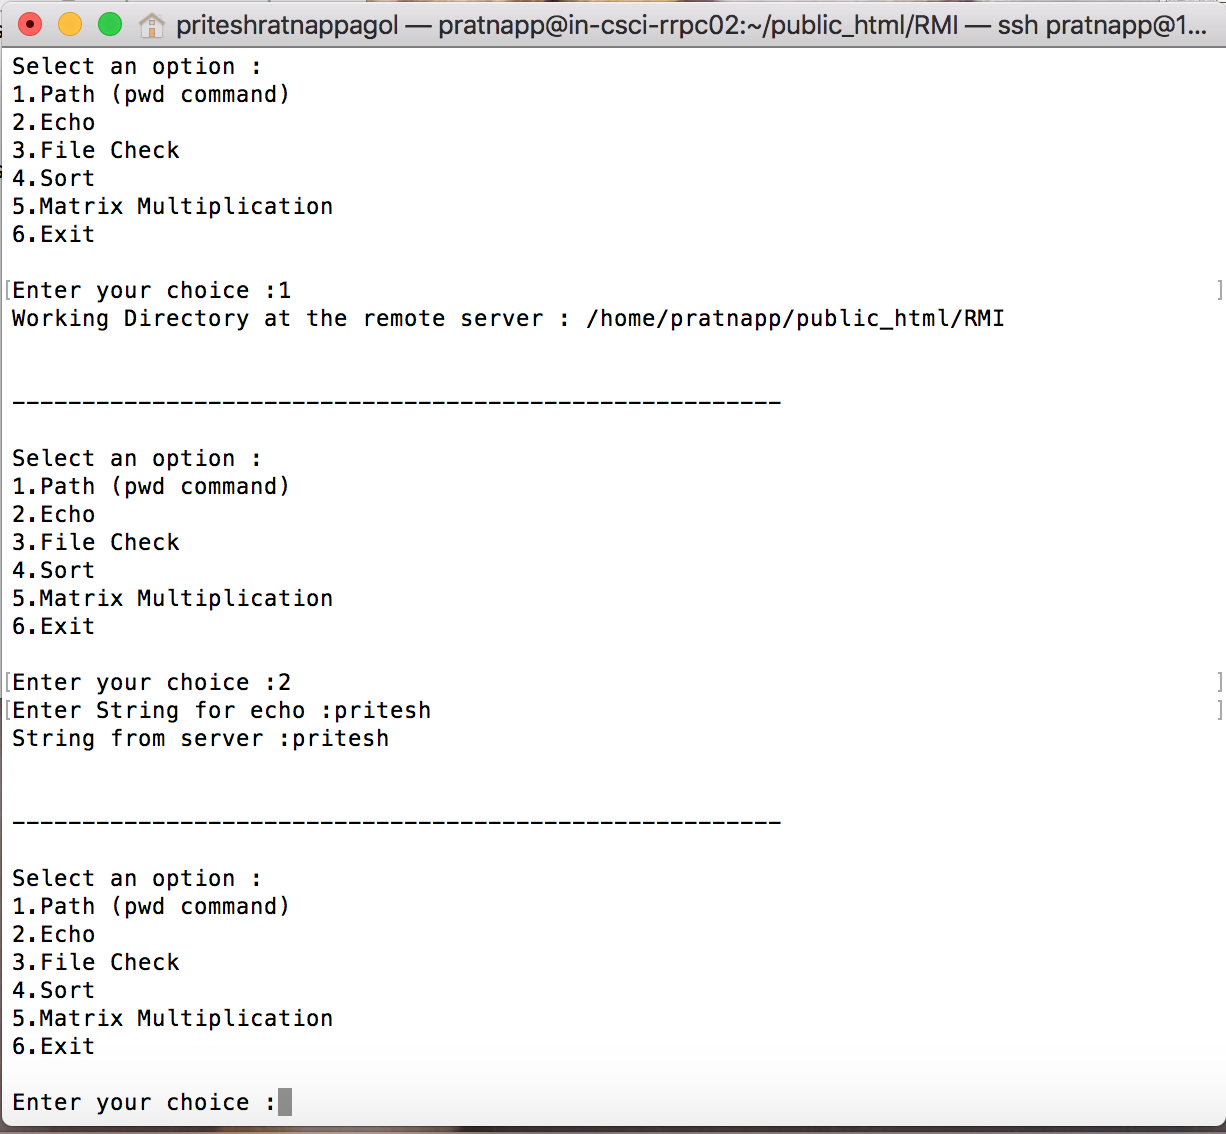 priteshratnappagol — pratnapp@in-csci-rrpc02:~/public_html/RMI — ssh pratnapp@1...
Select an option :
1.Path (pwd command)
2.Echo
3.File Check
4.Sort
5.Matrix Multiplication
6.Exit
[Enter your choice :1 ]
Working Directory at the remote server : /home/pratnapp/public_html/RMI
-------------------------------------------------------
Select an option :
1.Path (pwd command)
2.Echo
3.File Check
4.Sort
5.Matrix Multiplication
6.Exit
[Enter your choice :2 ]
[Enter String for echo :pritesh ]
String from server :pritesh
-------------------------------------------------------
Select an option :
1.Path (pwd command)
2.Echo
3.File Check
4.Sort
5.Matrix Multiplication
6.Exit
Enter your choice :